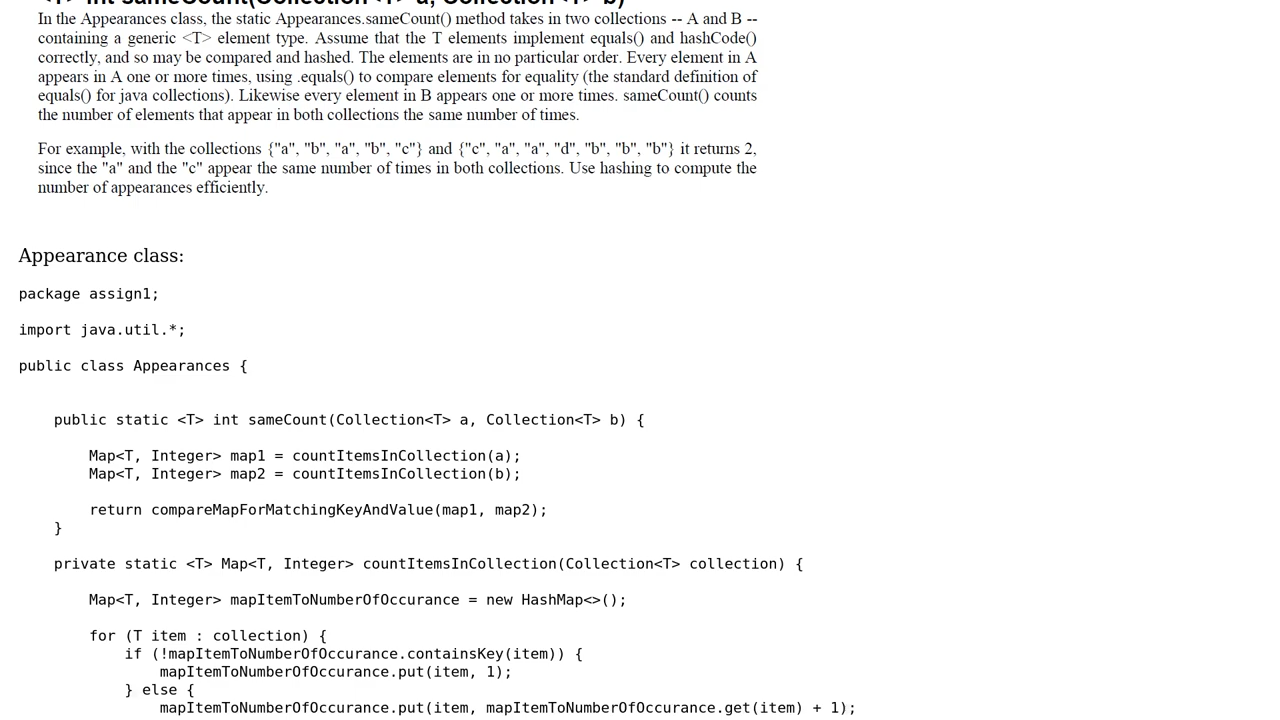 <T> int sameCount(Collection<T> a, Collection<T> b)
In the Appearances class, the static Appearances.sameCount() method takes in two collections -- A and B --
containing a generic <T> element type. Assume that the T elements implement equals() and hashCode()
correctly, and so may be compared and hashed. The elements are in no particular order. Every element in A
appears in A one or more times, using .equals() to compare elements for equality (the standard definition of
equals() for java collections). Likewise every element in B appears one or more times. sameCount() counts
the number of elements that appear in both collections the same number of times.
For example, with the collections {"a", "b", "a", "b", "c"} and {"c", "a", "a", "d", "b", "b", "b"} it returns 2,
since the "a" and the "c" appear the same number of times in both collections. Use hashing to compute the
number of appearances efficiently.
Appearance class:
package assign1;
import java.util.*;
public class Appearances {
public static <T> int sameCount(Collection<T> a, Collection<T> b) {
Map<T, Integer> map1 = countItemsInCollection(a);
Map<T, Integer> map2 = countItemsInCollection(b);
return compareMapForMatchingKeyAndValue(map1, map2);
}
private static <T> Map<T, Integer> countItemsInCollection(Collection<T> collection) {
Map<T, Integer> mapItemToNumberOfOccurance = new HashMap<>();
for (T item : collection) {
if (!mapItemToNumberOfOccurance.containsKey(item)) {
mapItemToNumberOfOccurance.put(item, 1);
} else {
mapItemToNumberOfOccurance.put(item, mapItemToNumberOfOccurance.get(item) + 1);